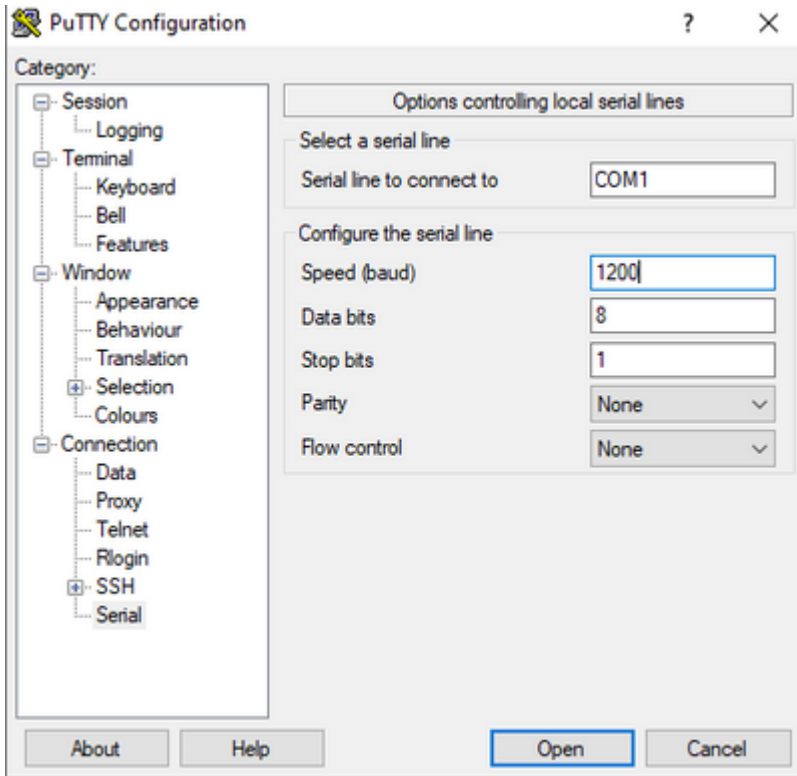 PuTTY Configuration
?
Category:
Session
Logging
Terminal
Keyboard
Bell
Features
Window
Appearance
Behaviour
Translation
Selection
Colours
Connection
Data
Proxy
Telnet
Rlogin
SSH
Serial
Options controlling local serial lines
Select a serial line
Serial line to connect to COM1
Configure the serial line
Speed (baud) 1200
Data bits 8
Stop bits 1
Parity None
Flow control None
About Help Open Cancel